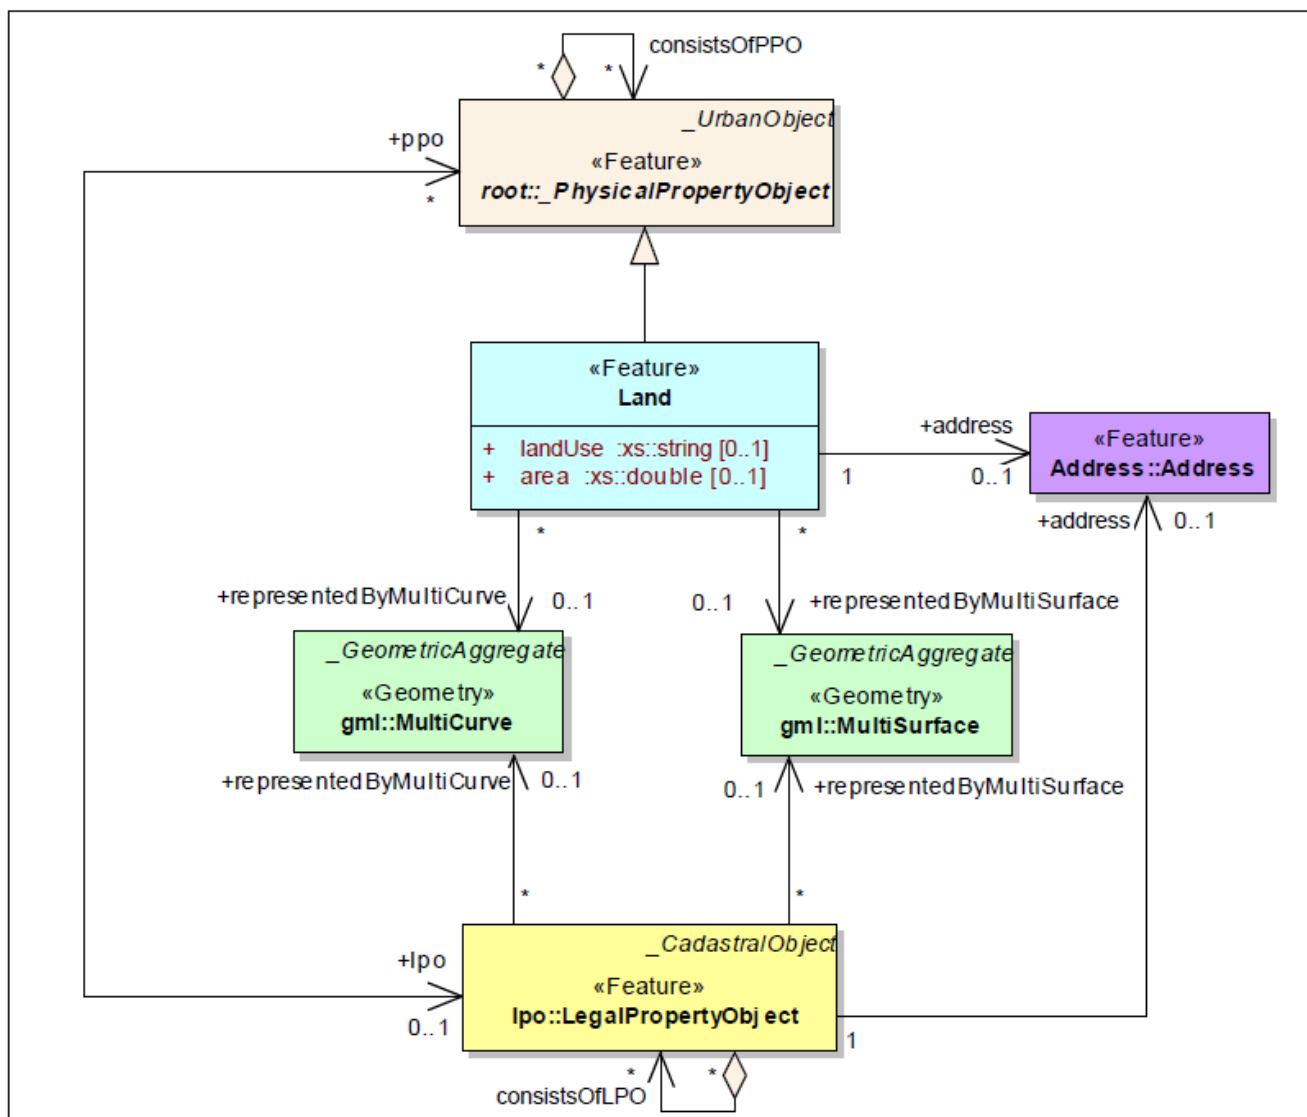 consistsOfPPO
*
*
_UrbanObject
+ppo
«Feature»
root::_PhysicalPropertyObject
*
«Feature»
Land
+ landUse :xs::string [0..1]
+ area :xs::double [0..1]
+address
1
0..1
«Feature»
Address::Address
+address
0..1
*
*
+representedByMultiCurve
0..1
0..1
+representedByMultiSurface
_GeometricAggregate
«Geometry»
gml::MultiCurve
_GeometricAggregate
«Geometry»
gml::MultiSurface
+representedByMultiCurve
0..1
0..1
+representedByMultiSurface
*
*
_CadastralObject
+lpo
«Feature»
lpo::LegalPropertyObject
0..1
1
*
*
consistsOfLPO